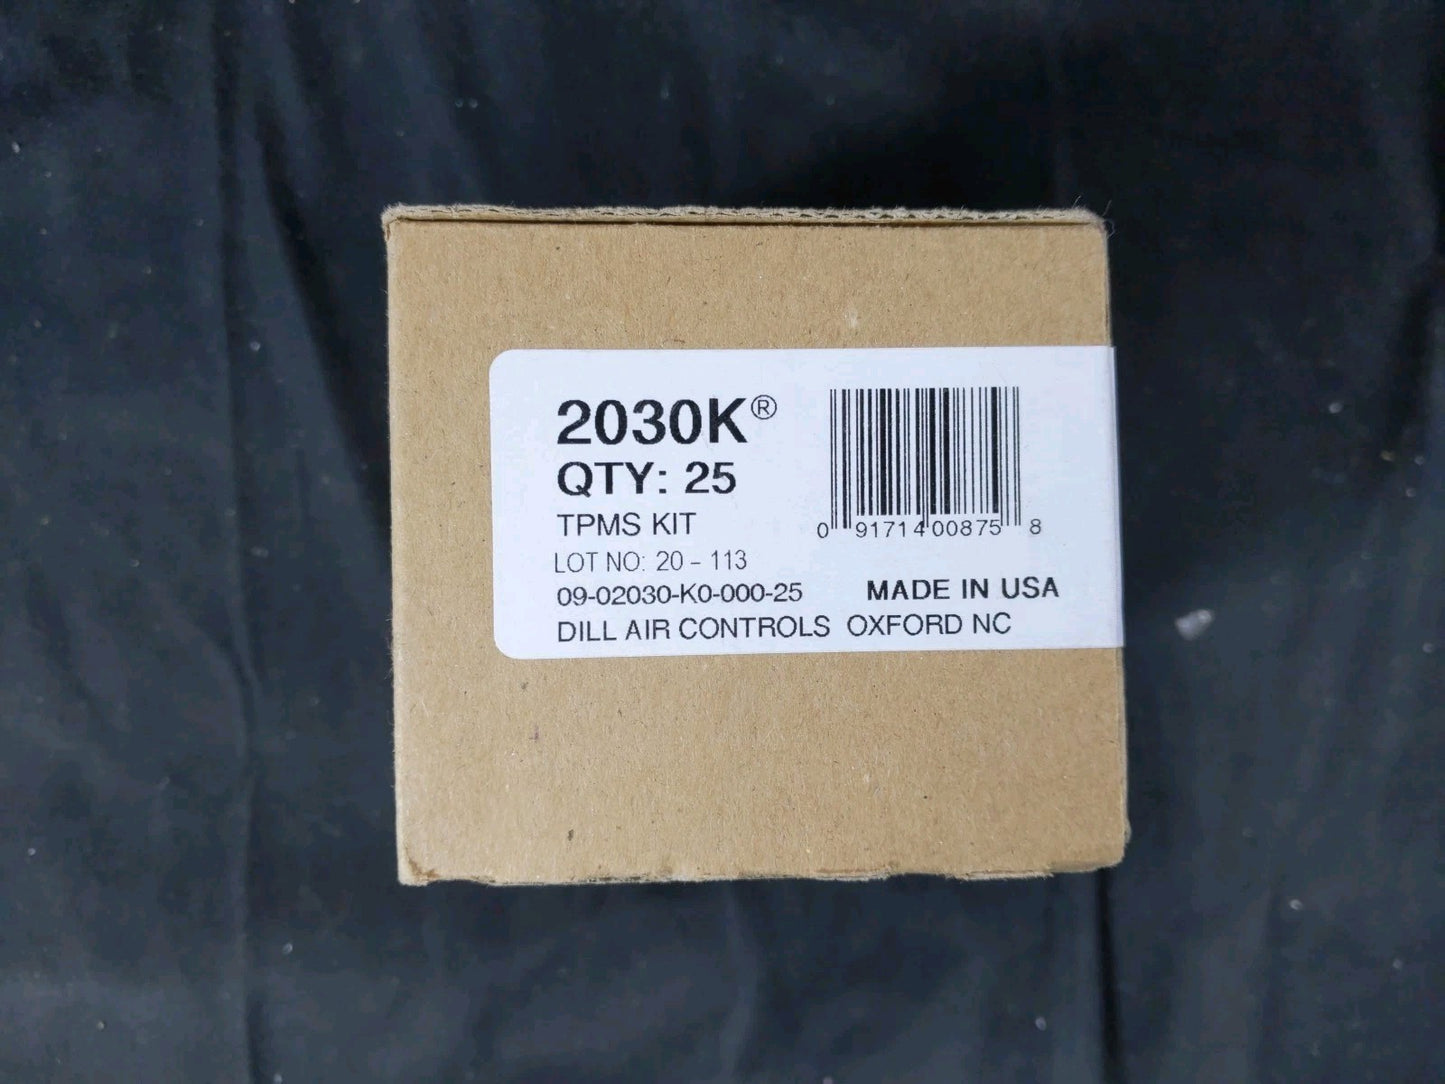 2030K®
QTY: 25
TPMS KIT
LOT NO: 20 - 113
09-02030-K0-000-25
DILL AIR CONTROLS OXFORD NC
0 91714 00875 8
MADE IN USA